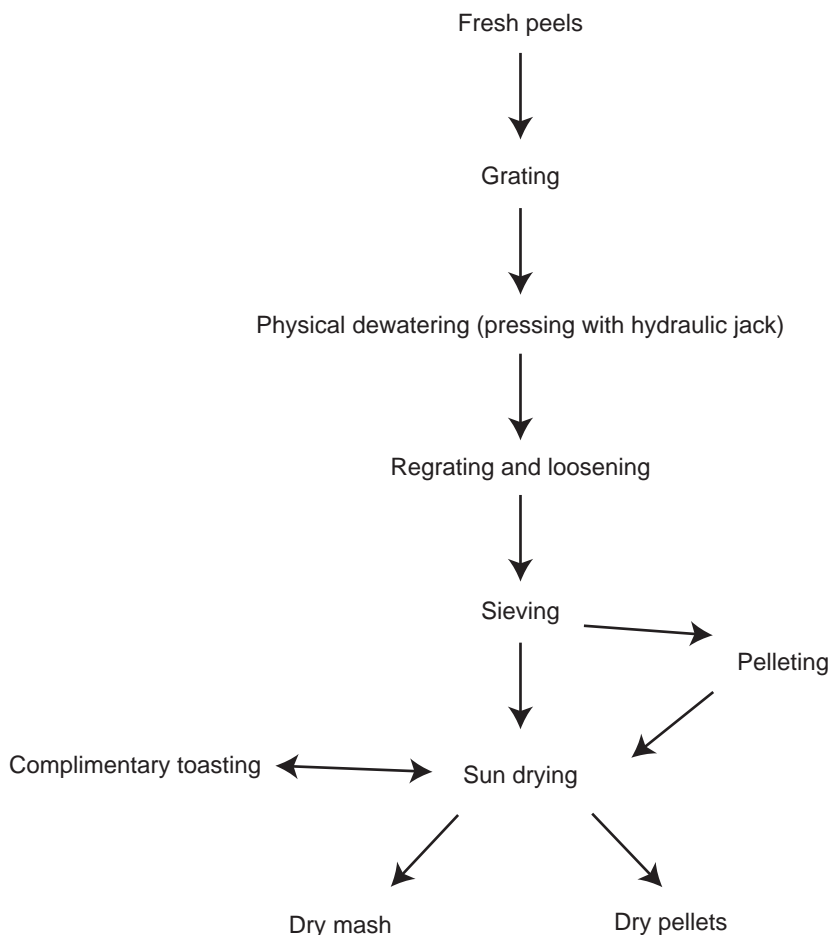 Fresh peels
Grating
Physical dewatering (pressing with hydraulic jack)
Regrating and loosening
Sieving
Pelleting
Complimentary toasting
Sun drying
Dry mash
Dry pellets